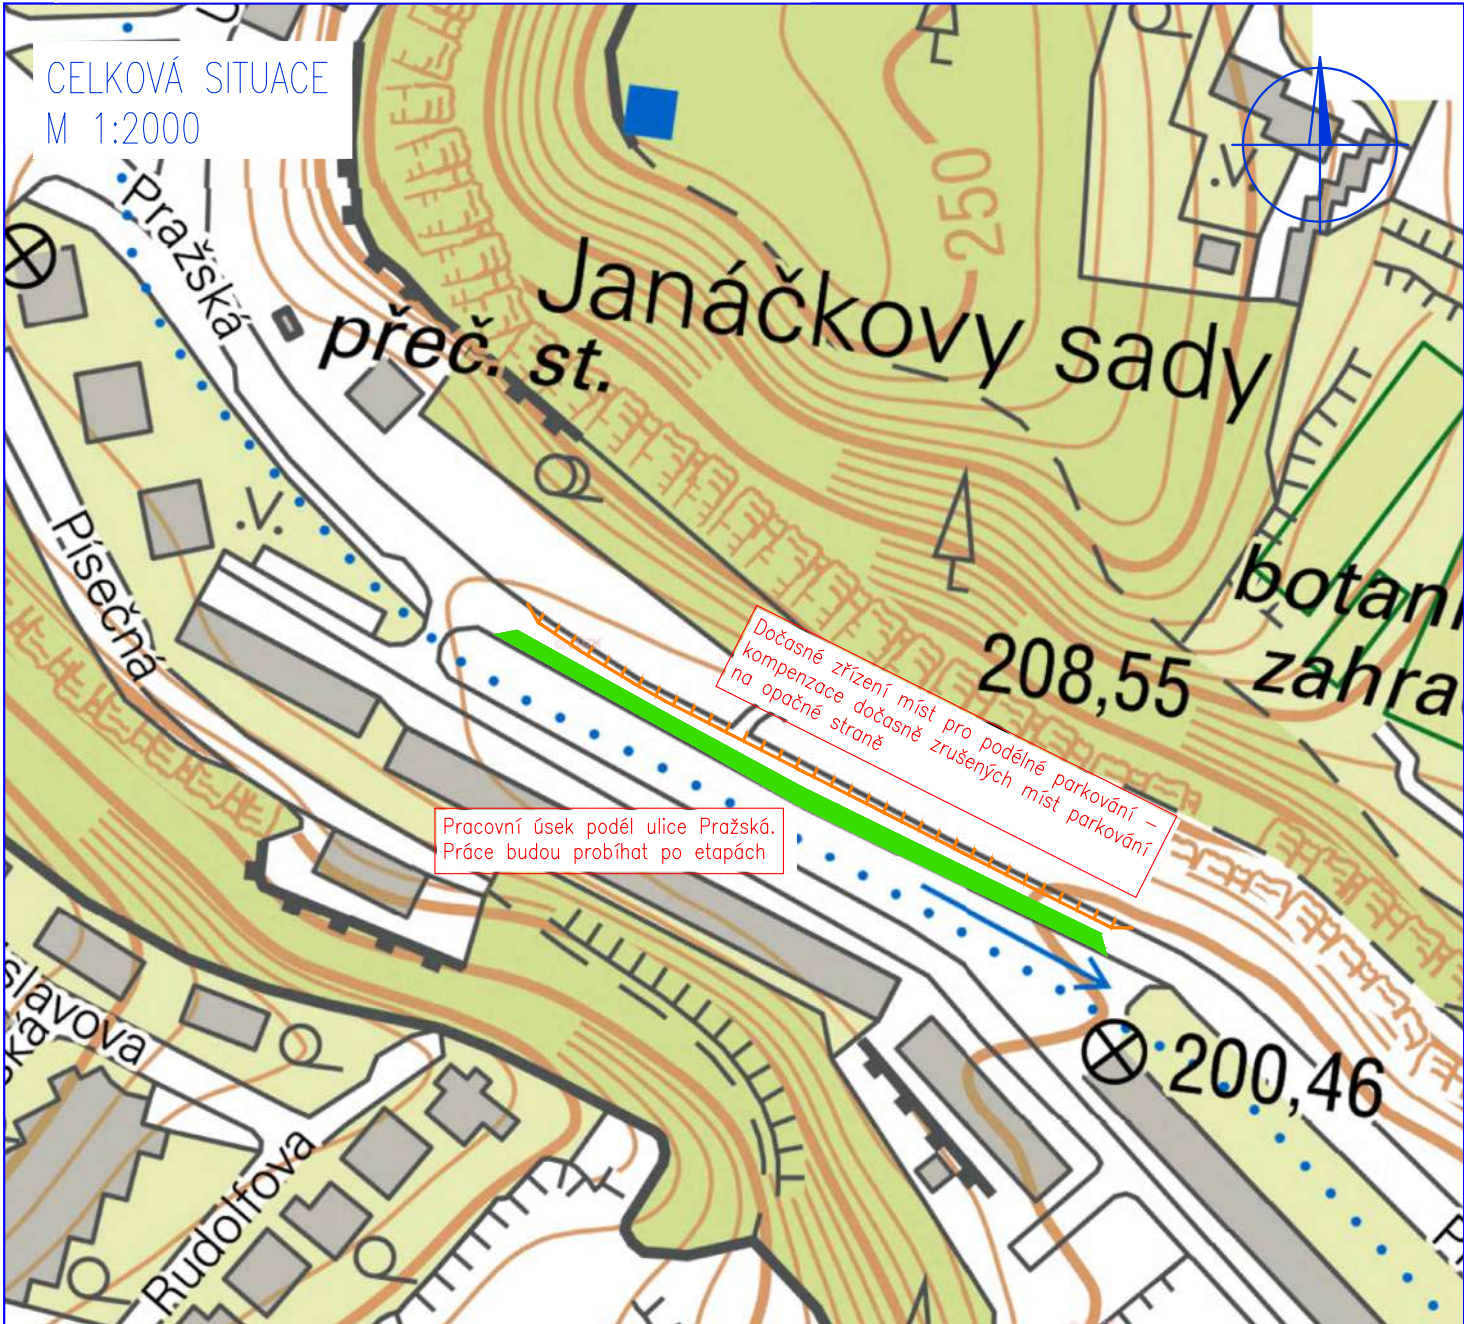 CELKOVÁ SITUACE
M 1:2000
Pražská
přeč. st.
Janáčkovy sady
250
Písečná
botani
zahra
208,55
Dočasné zřízení míst pro podélné parkování –
kompenzace dočasně zrušených míst parkování
na opačné straně
Pracovní úsek podél ulice Pražská.
Práce budou probíhat po etapách
slavova
ská
200,46
Rudolfova